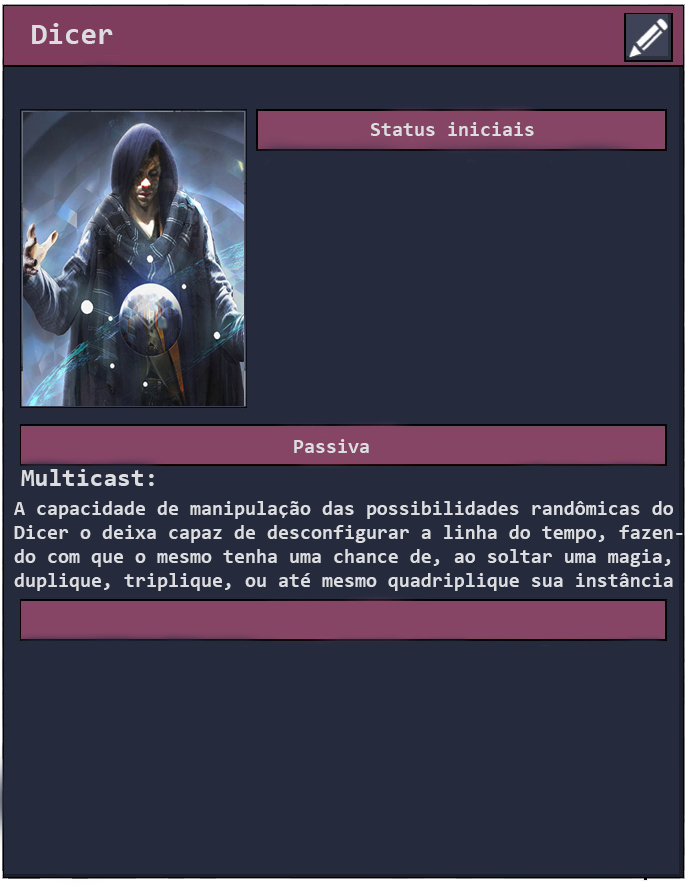 Dicer
Status iniciais
Passiva
Multicast:
A capacidade de manipulação das possibilidades randômicas do
Dicer o deixa capaz de desconfigurar a linha do tempo, fazen-
do com que o mesmo tenha uma chance de, ao soltar uma magia,
duplique, triplique, ou até mesmo quadriplique sua instância